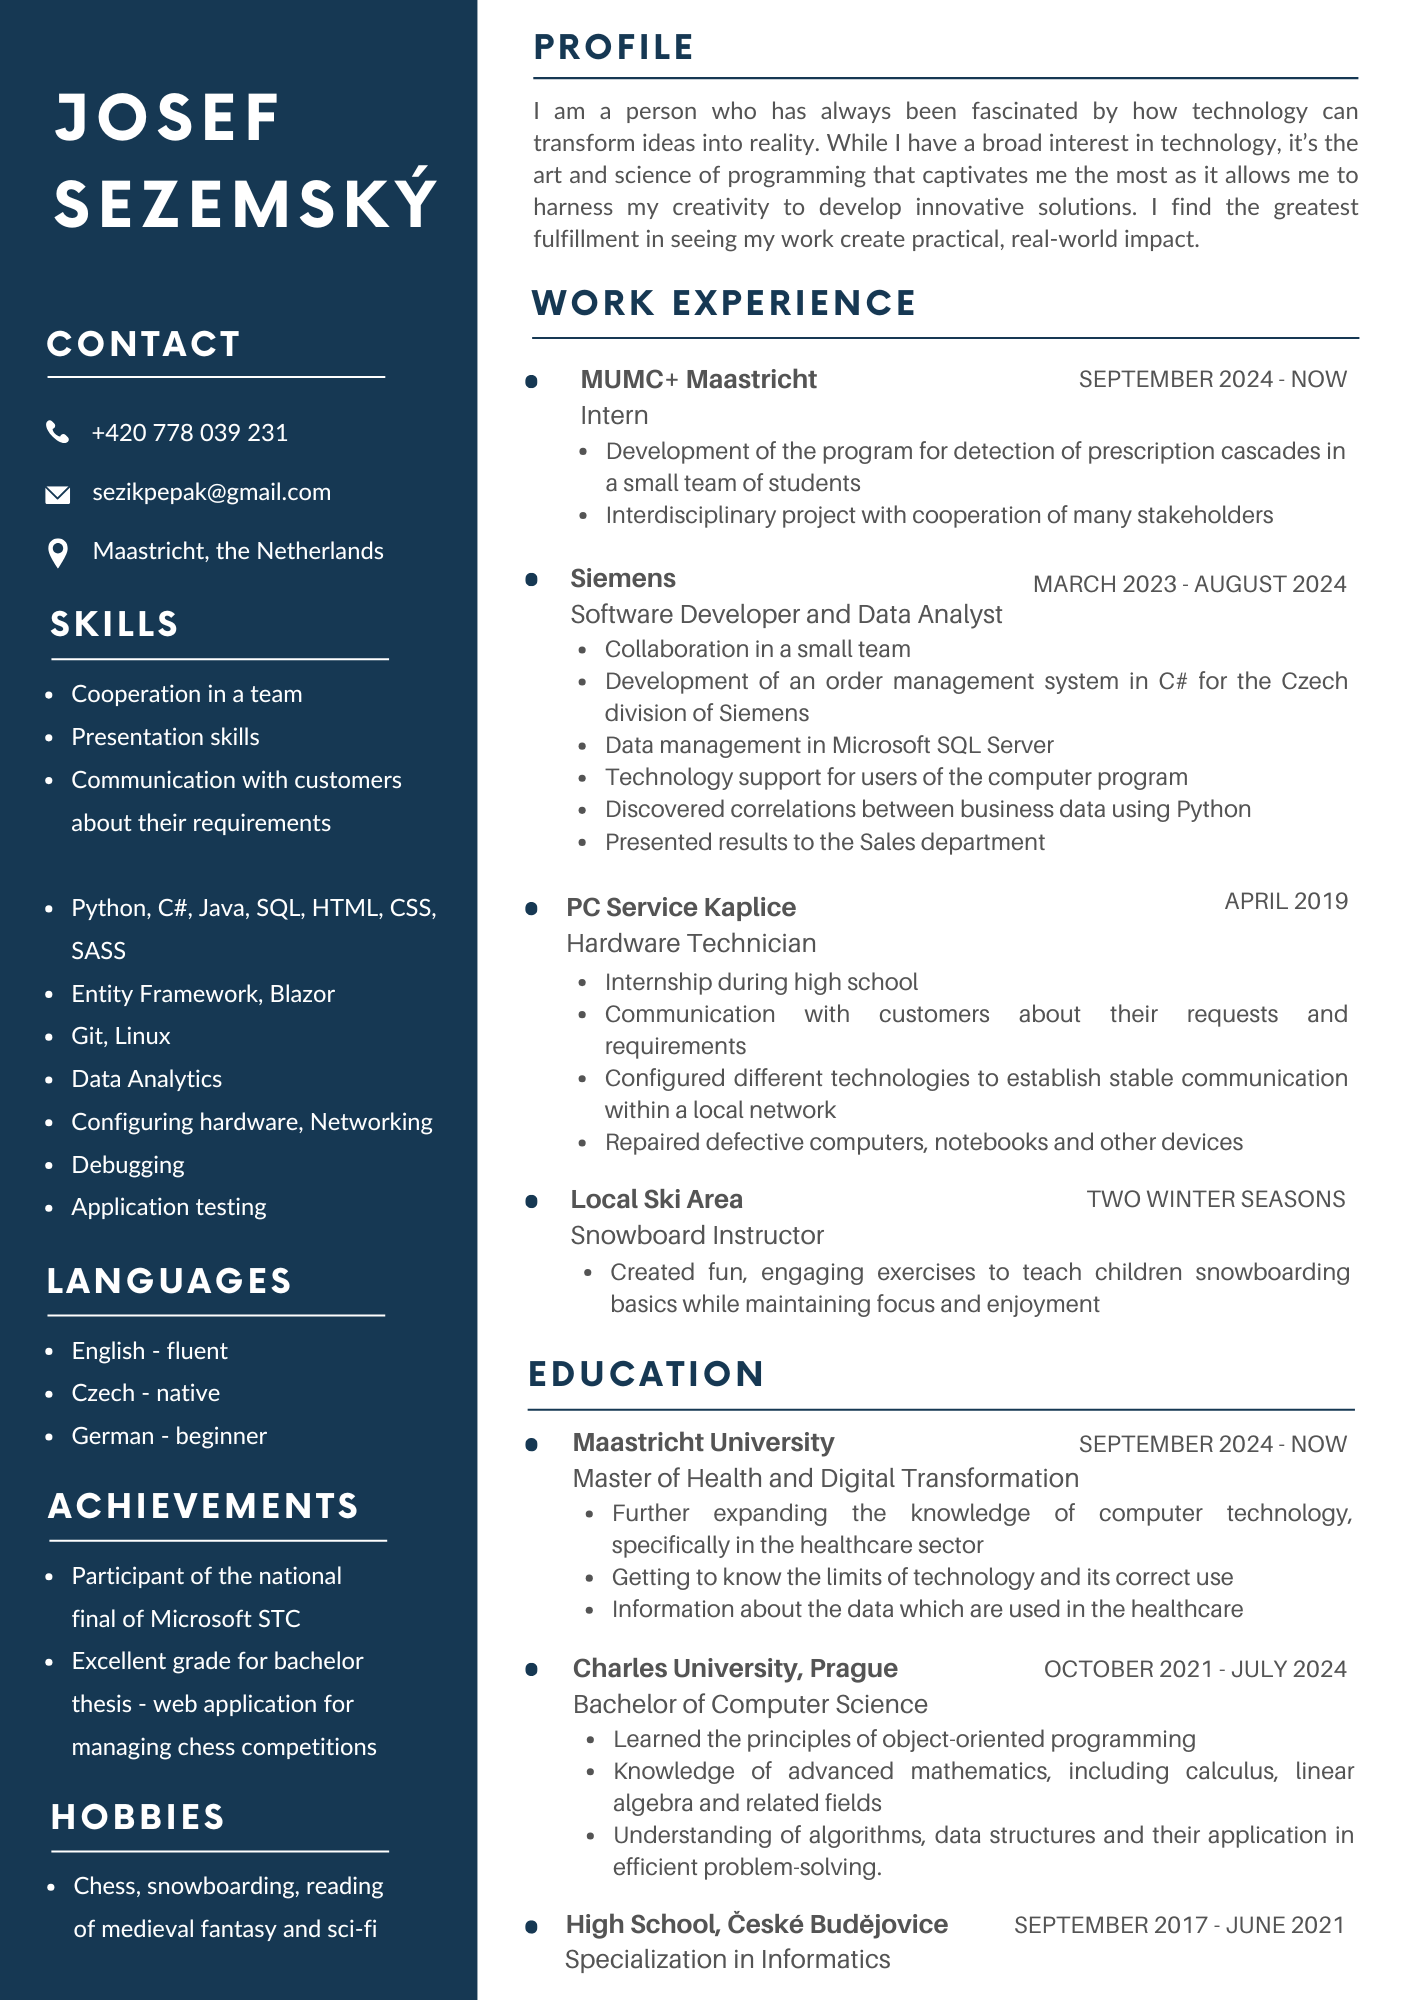 JOSEF
SEZEMSKÝ
CONTACT
+420 778 039 231
sezikpepak@gmail.com
Maastricht, the Netherlands
SKILLS
• Cooperation in a team
• Presentation skills
• Communication with customers
about their requirements
• Python, C#, Java, SQL, HTML, CSS,
SASS
• Entity Framework, Blazor
• Git, Linux
• Data Analytics
• Configuring hardware, Networking
• Debugging
• Application testing
LANGUAGES
• English - fluent
• Czech - native
• German - beginner
ACHIEVEMENTS
• Participant of the national
final of Microsoft STC
• Excellent grade for bachelor
thesis - web application for
managing chess competitions
HOBBIES
• Chess, snowboarding, reading
of medieval fantasy and sci-fi
PROFILE
I am a person who has always been fascinated by how technology can
transform ideas into reality. While I have a broad interest in technology, it’s the
art and science of programming that captivates me the most as it allows me to
harness my creativity to develop innovative solutions. I find the greatest
fulfillment in seeing my work create practical, real-world impact.
WORK EXPERIENCE
• MUMC+ Maastricht SEPTEMBER 2024 - NOW
Intern
• Development of the program for detection of prescription cascades in
a small team of students
• Interdisciplinary project with cooperation of many stakeholders
• Siemens MARCH 2023 - AUGUST 2024
Software Developer and Data Analyst
• Collaboration in a small team
• Development of an order management system in C# for the Czech
division of Siemens
• Data management in Microsoft SQL Server
• Technology support for users of the computer program
• Discovered correlations between business data using Python
• Presented results to the Sales department
• PC Service Kaplice APRIL 2019
Hardware Technician
• Internship during high school
• Communication with customers about their requests and
requirements
• Configured different technologies to establish stable communication
within a local network
• Repaired defective computers, notebooks and other devices
• Local Ski Area TWO WINTER SEASONS
Snowboard Instructor
• Created fun, engaging exercises to teach children snowboarding
basics while maintaining focus and enjoyment
EDUCATION
• Maastricht University SEPTEMBER 2024 - NOW
Master of Health and Digital Transformation
• Further expanding the knowledge of computer technology,
specifically in the healthcare sector
• Getting to know the limits of technology and its correct use
• Information about the data which are used in the healthcare
• Charles University, Prague OCTOBER 2021 - JULY 2024
Bachelor of Computer Science
• Learned the principles of object-oriented programming
• Knowledge of advanced mathematics, including calculus, linear
algebra and related fields
• Understanding of algorithms, data structures and their application in
efficient problem-solving.
• High School, České Budějovice SEPTEMBER 2017 - JUNE 2021
Specialization in Informatics